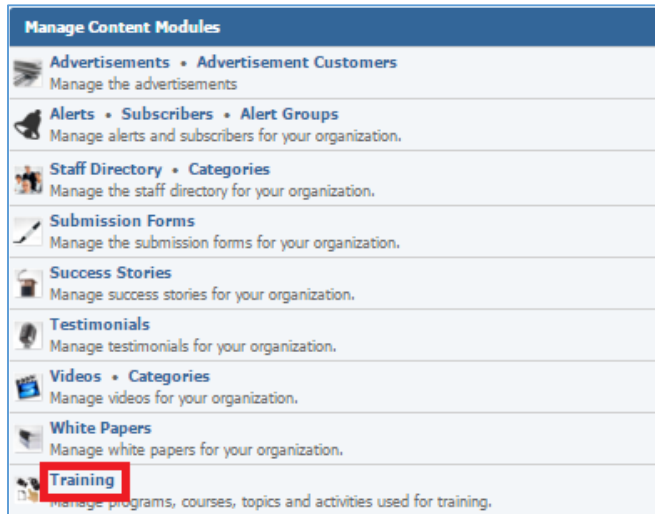 Manage Content Modules
Advertisements • Advertisement Customers
Manage the advertisements
Alerts • Subscribers • Alert Groups
Manage alerts and subscribers for your organization.
Staff Directory • Categories
Manage the staff directory for your organization.
Submission Forms
Manage the submission forms for your organization.
Success Stories
Manage success stories for your organization.
Testimonials
Manage testimonials for your organization.
Videos • Categories
Manage videos for your organization.
White Papers
Manage white papers for your organization.
Training
Manage programs, courses, topics and activities used for training.